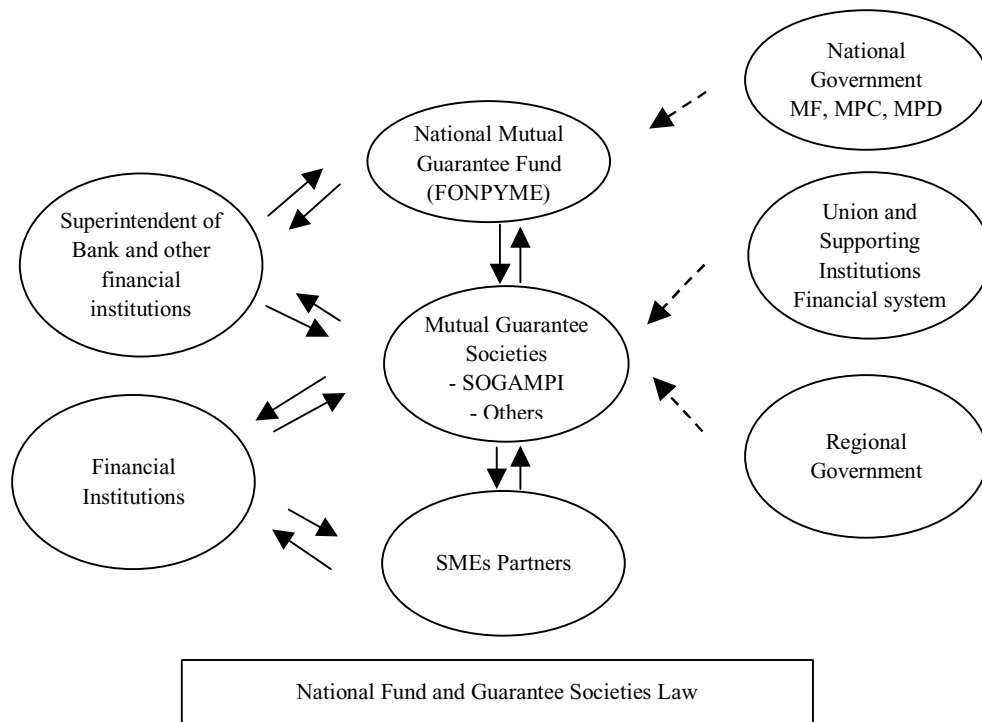 National
Government
MF, MPC, MPD
National Mutual
Guarantee Fund
(FONPYME)
Superintendent of
Bank and other
financial
institutions
Union and
Supporting
Institutions
Financial system
Mutual Guarantee
Societies
- SOGAMPI
- Others
Financial
Institutions
Regional
Government
SMEs Partners
National Fund and Guarantee Societies Law